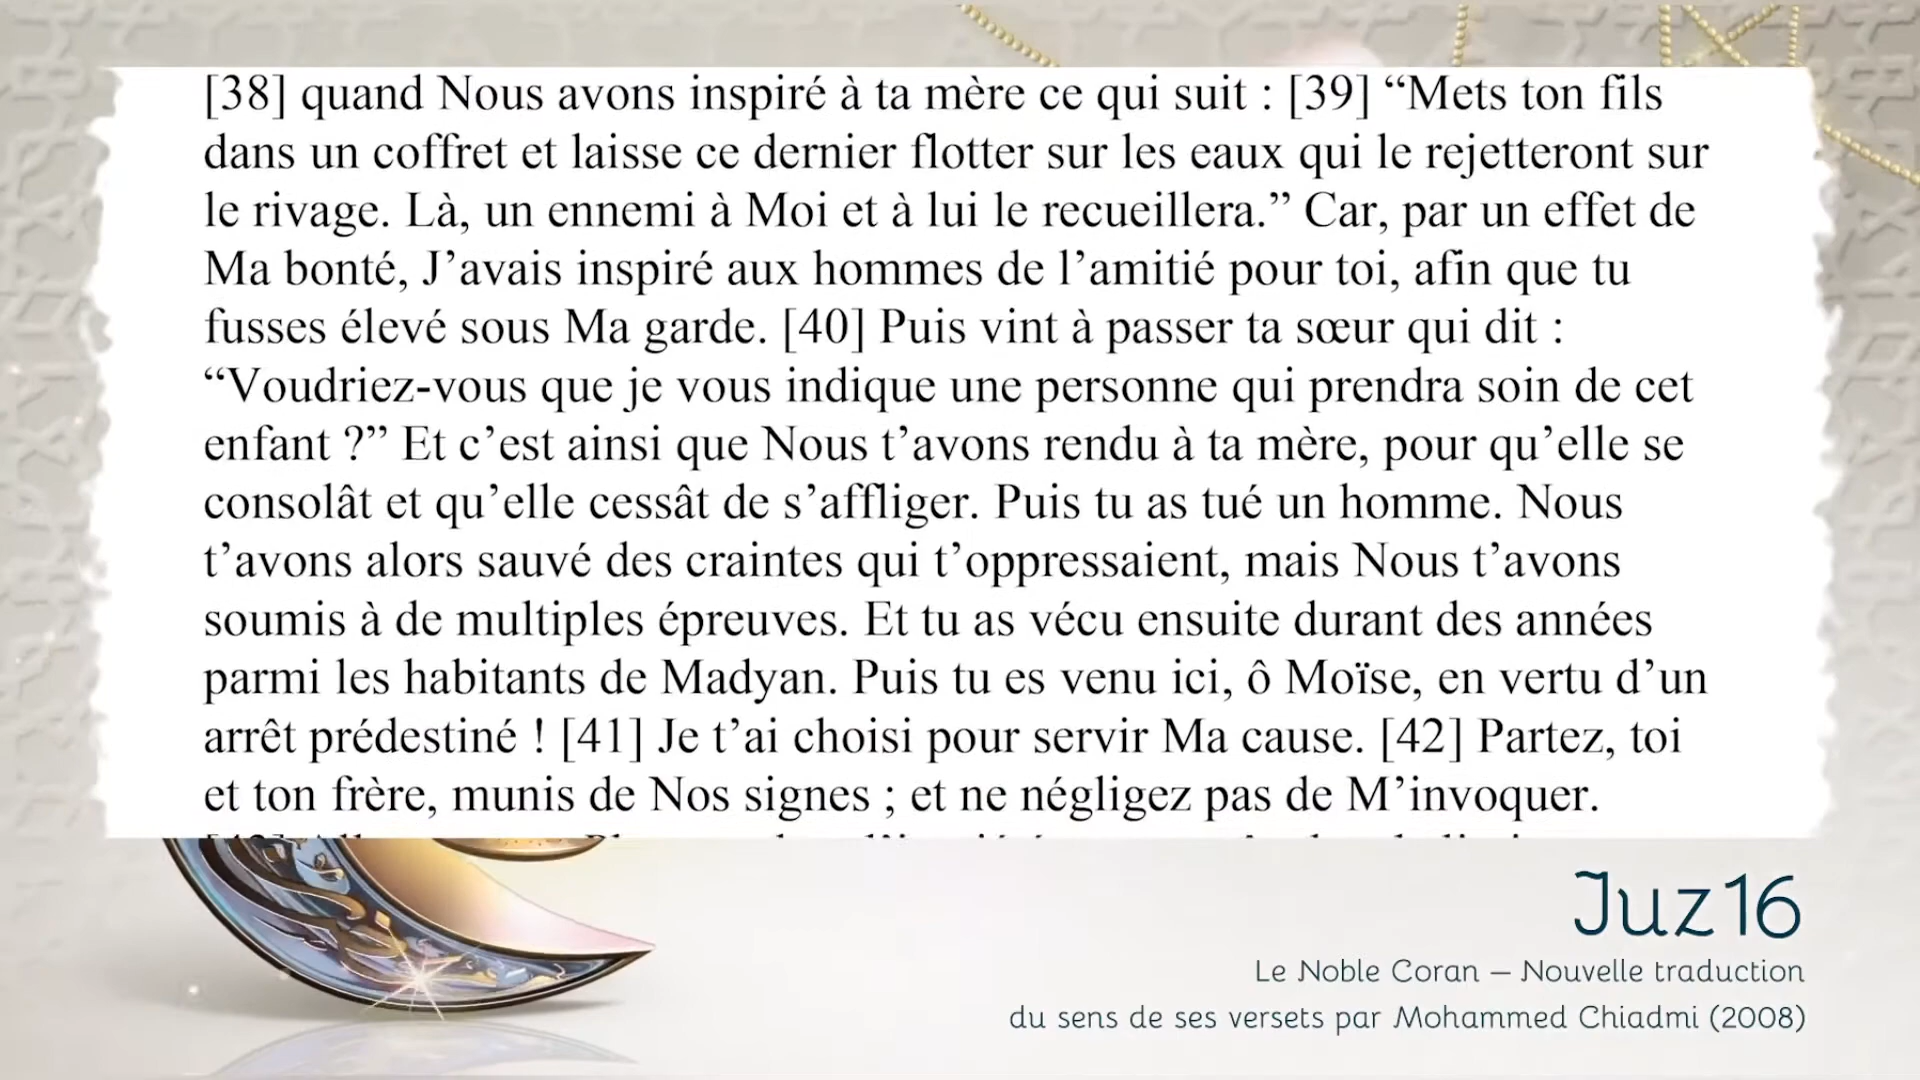 [38] quand Nous avons inspiré à ta mère ce qui suit : [39] “Mets ton fils
dans un coffret et laisse ce dernier flotter sur les eaux qui le rejetteront sur
le rivage. Là, un ennemi à Moi et à lui le recueillera.” Car, par un effet de
Ma bonté, J’avais inspiré aux hommes de l’amitié pour toi, afin que tu
fusses élevé sous Ma garde. [40] Puis vint à passer ta sœur qui dit :
“Voudriez-vous que je vous indique une personne qui prendra soin de cet
enfant ?” Et c’est ainsi que Nous t’avons rendu à ta mère, pour qu’elle se
consolât et qu’elle cessât de s’affliger. Puis tu as tué un homme. Nous
t’avons alors sauvé des craintes qui t’oppressaient, mais Nous t’avons
soumis à de multiples épreuves. Et tu as vécu ensuite durant des années
parmi les habitants de Madyan. Puis tu es venu ici, ô Moïse, en vertu d’un
arrêt prédestiné ! [41] Je t’ai choisi pour servir Ma cause. [42] Partez, toi
et ton frère, munis de Nos signes ; et ne négligez pas de M’invoquer.
Juz 16
Le Noble Coran – Nouvelle traduction
du sens de ses versets par Mohammed Chiadmi (2008)